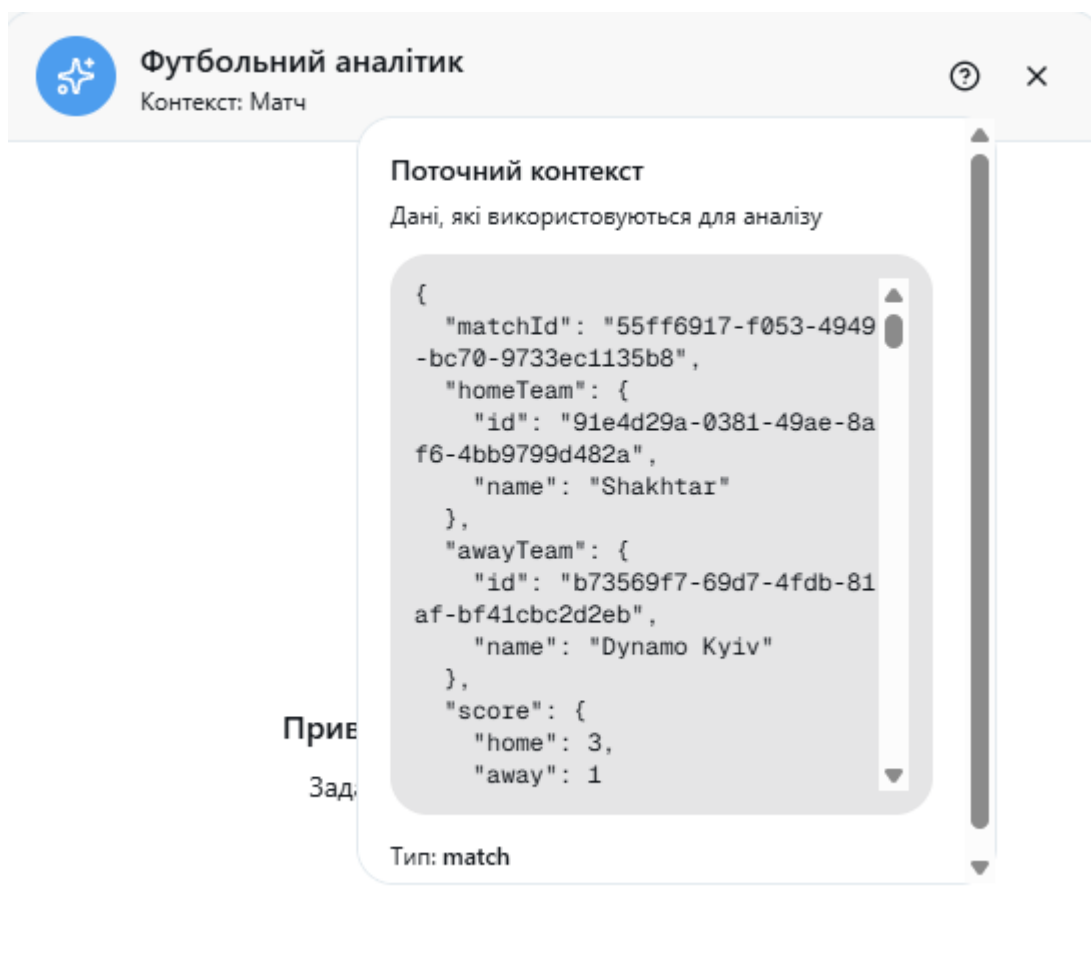 Футбольний аналітик
Контекст: Матч
Поточний контекст
Дані, які використовуються для аналізу
{
"matchId": "55ff6917-f053-4949
-bc70-9733ec1135b8",
"homeTeam": {
"id": "91e4d29a-0381-49ae-8a
f6-4bb9799d482a",
"name": "Shakhtar"
},
"awayTeam": {
"id": "b73569f7-69d7-4fdb-81
af-bf41cbc2d2eb",
"name": "Dynamo Kyiv"
},
"score": {
"home": 3,
"away": 1
Тип: match